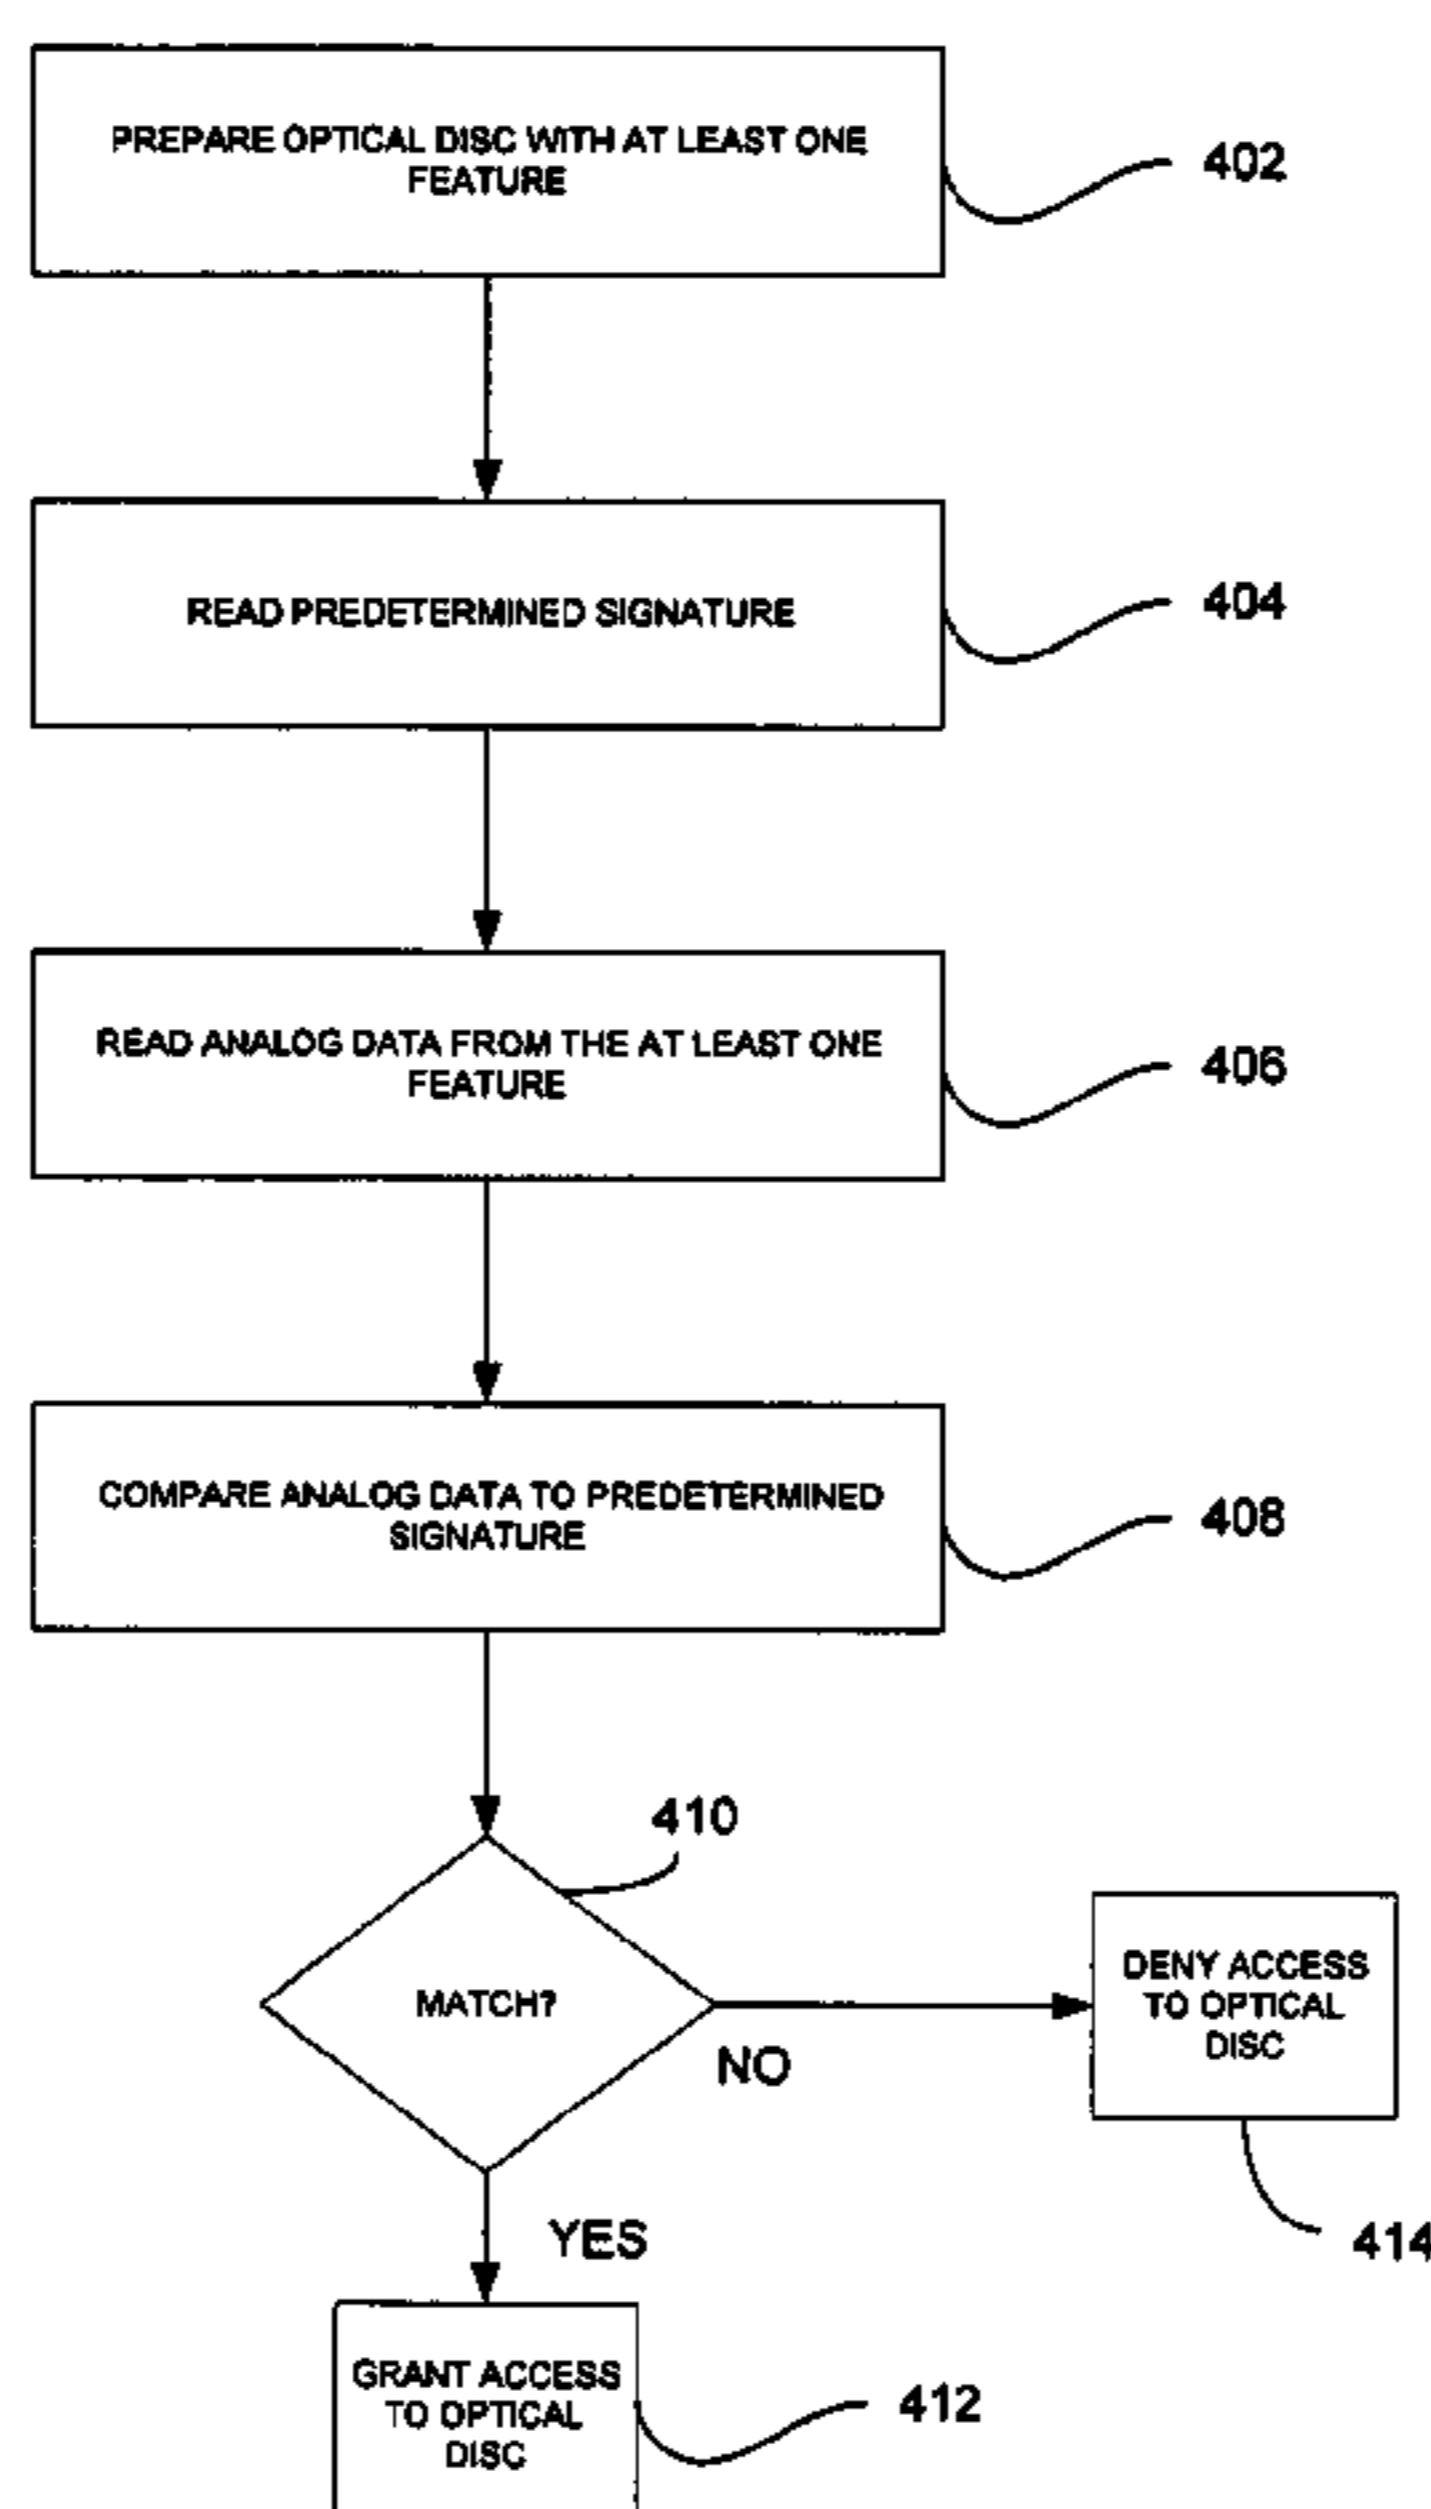 PREPARE OPTICAL DISC WITH AT LEAST ONE
FEATURE
402
READ PREDETERMINED SIGNATURE
404
READ ANALOG DATA FROM THE AT LEAST ONE
FEATURE
406
COMPARE ANALOG DATA TO PREDETERMINED
SIGNATURE
408
410
MATCH?
NO
DENY ACCESS
TO OPTICAL
DISC
414
YES
GRANT ACCESS
TO OPTICAL
DISC
412